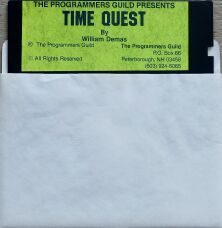 THE PROGRAMMERS GUILD PRESENTS
TIME QUEST
By
William Demas
℗ The Programmers Guild
© All Rights Reserved
The Programmers Guild
P.O. Box 66
Peterborough, NH 03458
(603) 924-6065